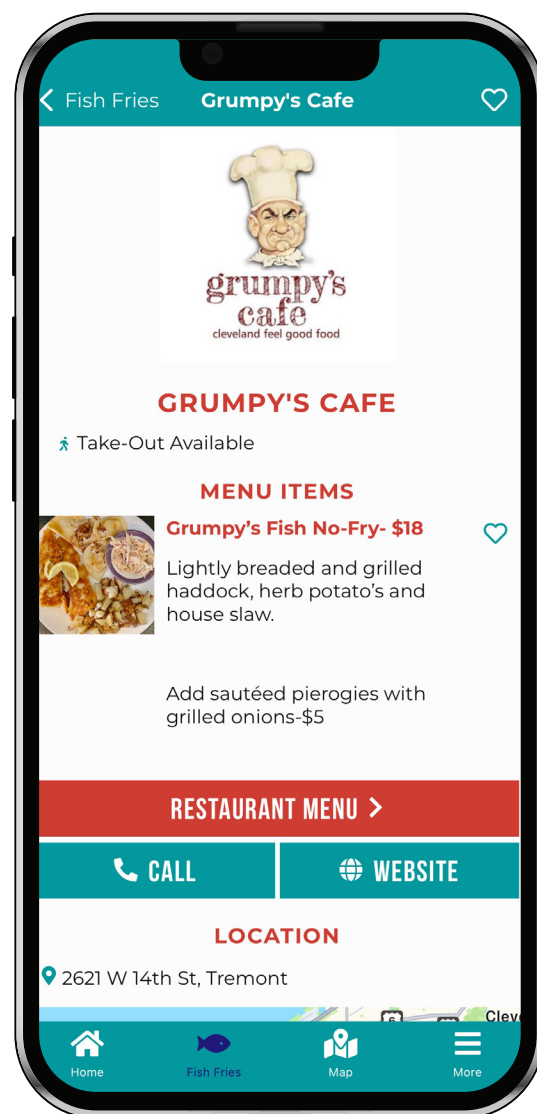 Fish Fries
Grumpy's Cafe
grumpy's
cafe
cleveland feel good food
GRUMPY'S CAFE
Take-Out Available
MENU ITEMS
Grumpy’s Fish No-Fry- $18
Lightly breaded and grilled
haddock, herb potato’s and
house slaw.
Add sautéed pierogies with
grilled onions-$5
RESTAURANT MENU
CALL
WEBSITE
LOCATION
2621 W 14th St, Tremont
6
Home
Fish Fries
Map
More